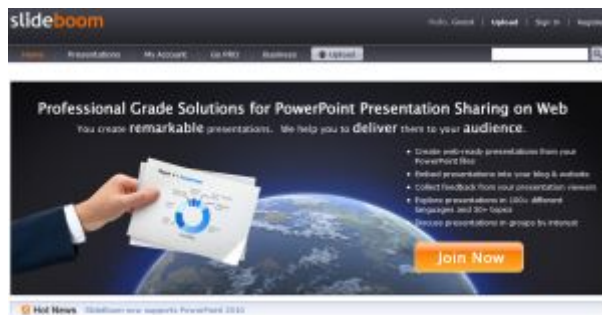 slideboom
Hello, Guest | Upload | Sign In | Register
Home Presentations My Account Go PRO Business Upload
Professional Grade Solutions for PowerPoint Presentation Sharing on Web
You create remarkable presentations. We help you to deliver them to your audience.
Create web-ready presentations from your
PowerPoint files
Embed presentations into your blog & website
Collect feedback from your presentation viewers
Explore presentations in 100+ different
languages and 30+ topics
Discuss presentations in groups by interest
Join Now
Hot News SlideBoom now supports PowerPoint 2010